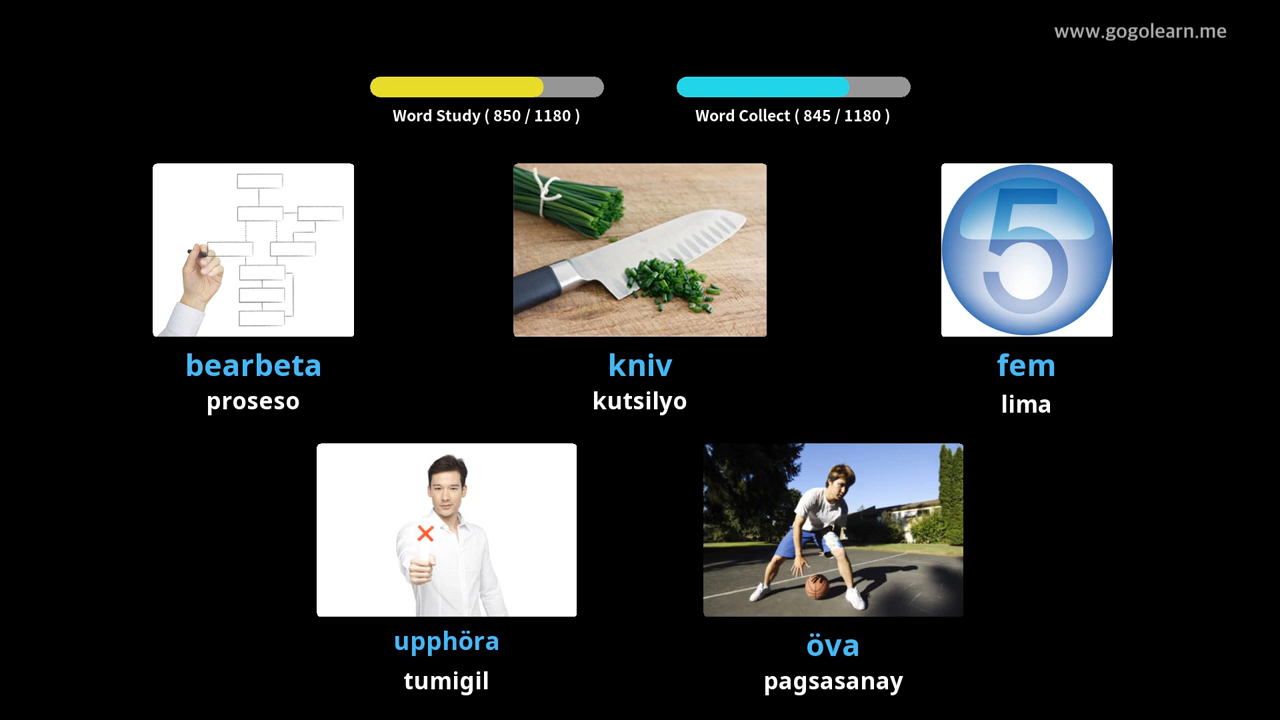 www.gogolearn.me
Word Study ( 850 / 1180 )
Word Collect ( 845 / 1180 )
5
bearbeta
proseso
kniv
kutsilyo
fem
lima
upphöra
tumigil
öva
pagsasanay